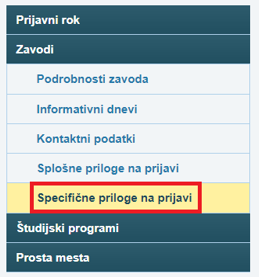 Prijavni rok
Zavodi
Podrobnosti zavoda
Informativni dnevi
Kontaktni podatki
Splošne priloge na prijavi
Specifične priloge na prijavi
Študijski programi
Prosta mesta